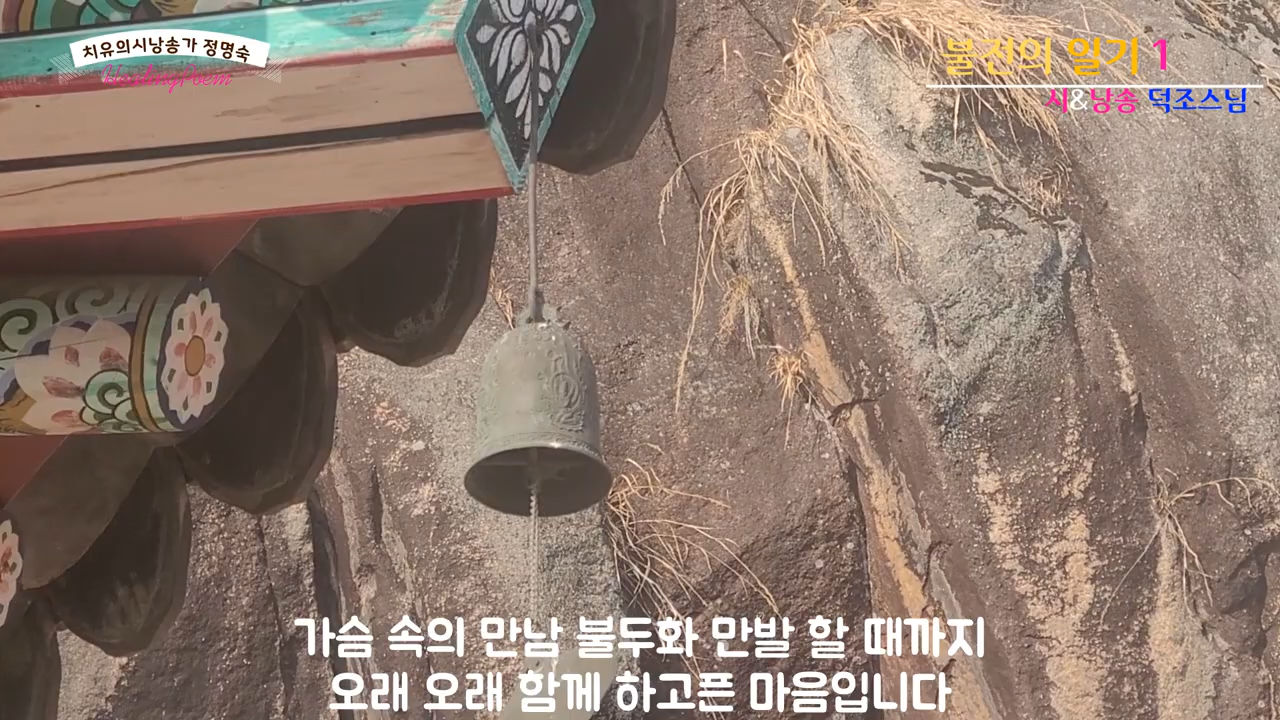 치유의시낭송가 정명숙
HealingPoem
불진의 일기 1
시&낭송 덕조스님
가슴 속의 만남 불두화 만발 할 때까지
오래 오래 함께 하고픈 마음입니다